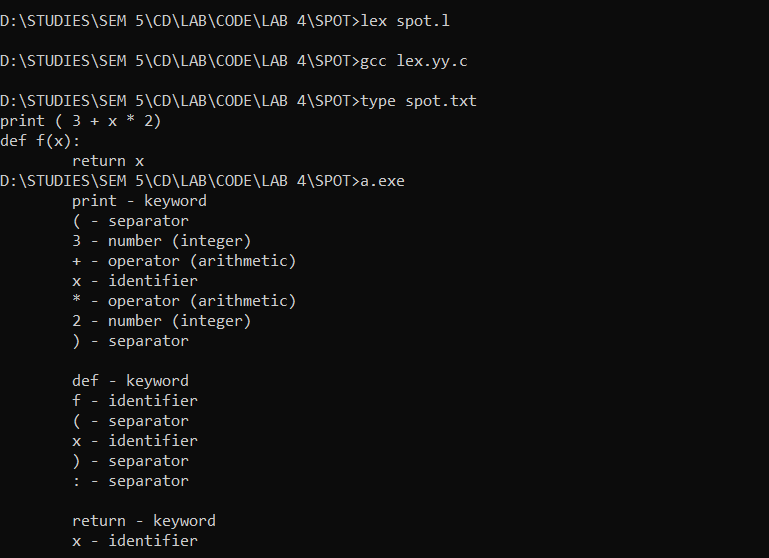 D:\STUDIES\SEM 5\CD\LAB\CODE\LAB 4\SPOT>lex spot.l
D:\STUDIES\SEM 5\CD\LAB\CODE\LAB 4\SPOT>gcc lex.yy.c
D:\STUDIES\SEM 5\CD\LAB\CODE\LAB 4\SPOT>type spot.txt
print ( 3 + x * 2)
def f(x):
        return x
D:\STUDIES\SEM 5\CD\LAB\CODE\LAB 4\SPOT>a.exe
        print - keyword
        ( - separator
        3 - number (integer)
        + - operator (arithmetic)
        x - identifier
        * - operator (arithmetic)
        2 - number (integer)
        ) - separator
        def - keyword
        f - identifier
        ( - separator
        x - identifier
        ) - separator
        : - separator
        return - keyword
        x - identifier